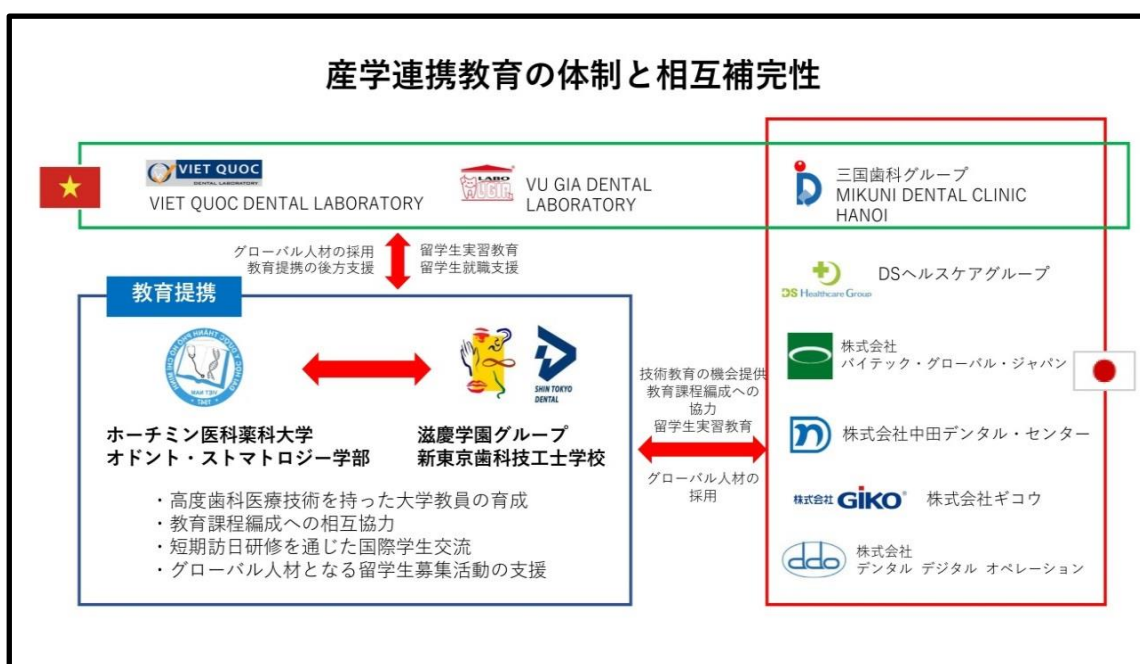 産学連携教育の体制と相互補完性
VIET QUOC
DENTAL LABORATORY
VIET QUOC DENTAL LABORATORY
LABO
VU GIA DENTAL
LABORATORY
三国歯科グループ
MIKUNI DENTAL CLINIC
HANOI
グローバル人材の採用
教育提携の後方支援
留学生実習教育
留学生就職支援
DS Healthcare Group
DSヘルスケアグループ
教育提携
SHIN TOKYO
DENTAL
ホーチミン医科薬科大学
オドント・ストマトロジー学部
滋慶学園グループ
新東京歯科技工士学校
・高度歯科医療技術を持った大学教員の育成
・教育課程編成への相互協力
・短期訪日研修を通じた国際学生交流
・グローバル人材となる留学生募集活動の支援
技術教育の機会提供
教育課程編成への
協力
留学生実習教育
グローバル人材の
採用
株式会社
バイテック・グローバル・ジャパン
株式会社中田デンタル・センター
株式会社 GIKO
株式会社ギコウ
ddo
株式会社
デンタル デジタル オペレーション